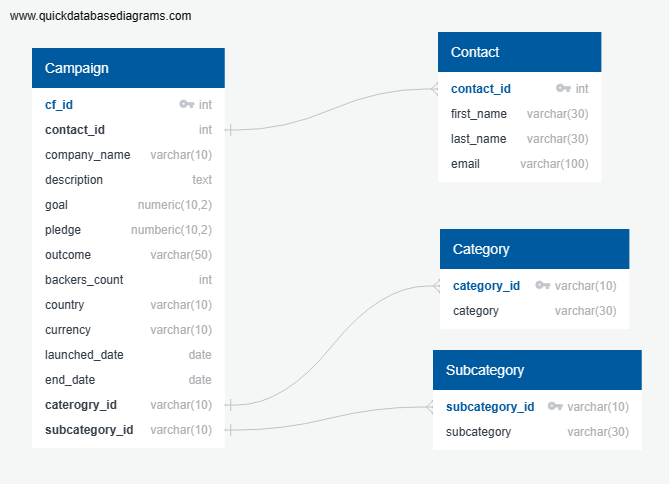 www.quickdatabasediagrams.com
Campaign
cf_id int
contact_id int
company_name varchar(10)
description text
goal numeric(10,2)
pledge numberic(10,2)
outcome varchar(50)
backers_count int
country varchar(10)
currency varchar(10)
launched_date date
end_date date
caterogry_id varchar(10)
subcategory_id varchar(10)
Contact
contact_id int
first_name varchar(30)
last_name varchar(30)
email varchar(100)
Category
category_id varchar(10)
category varchar(30)
Subcategory
subcategory_id varchar(10)
subcategory varchar(30)